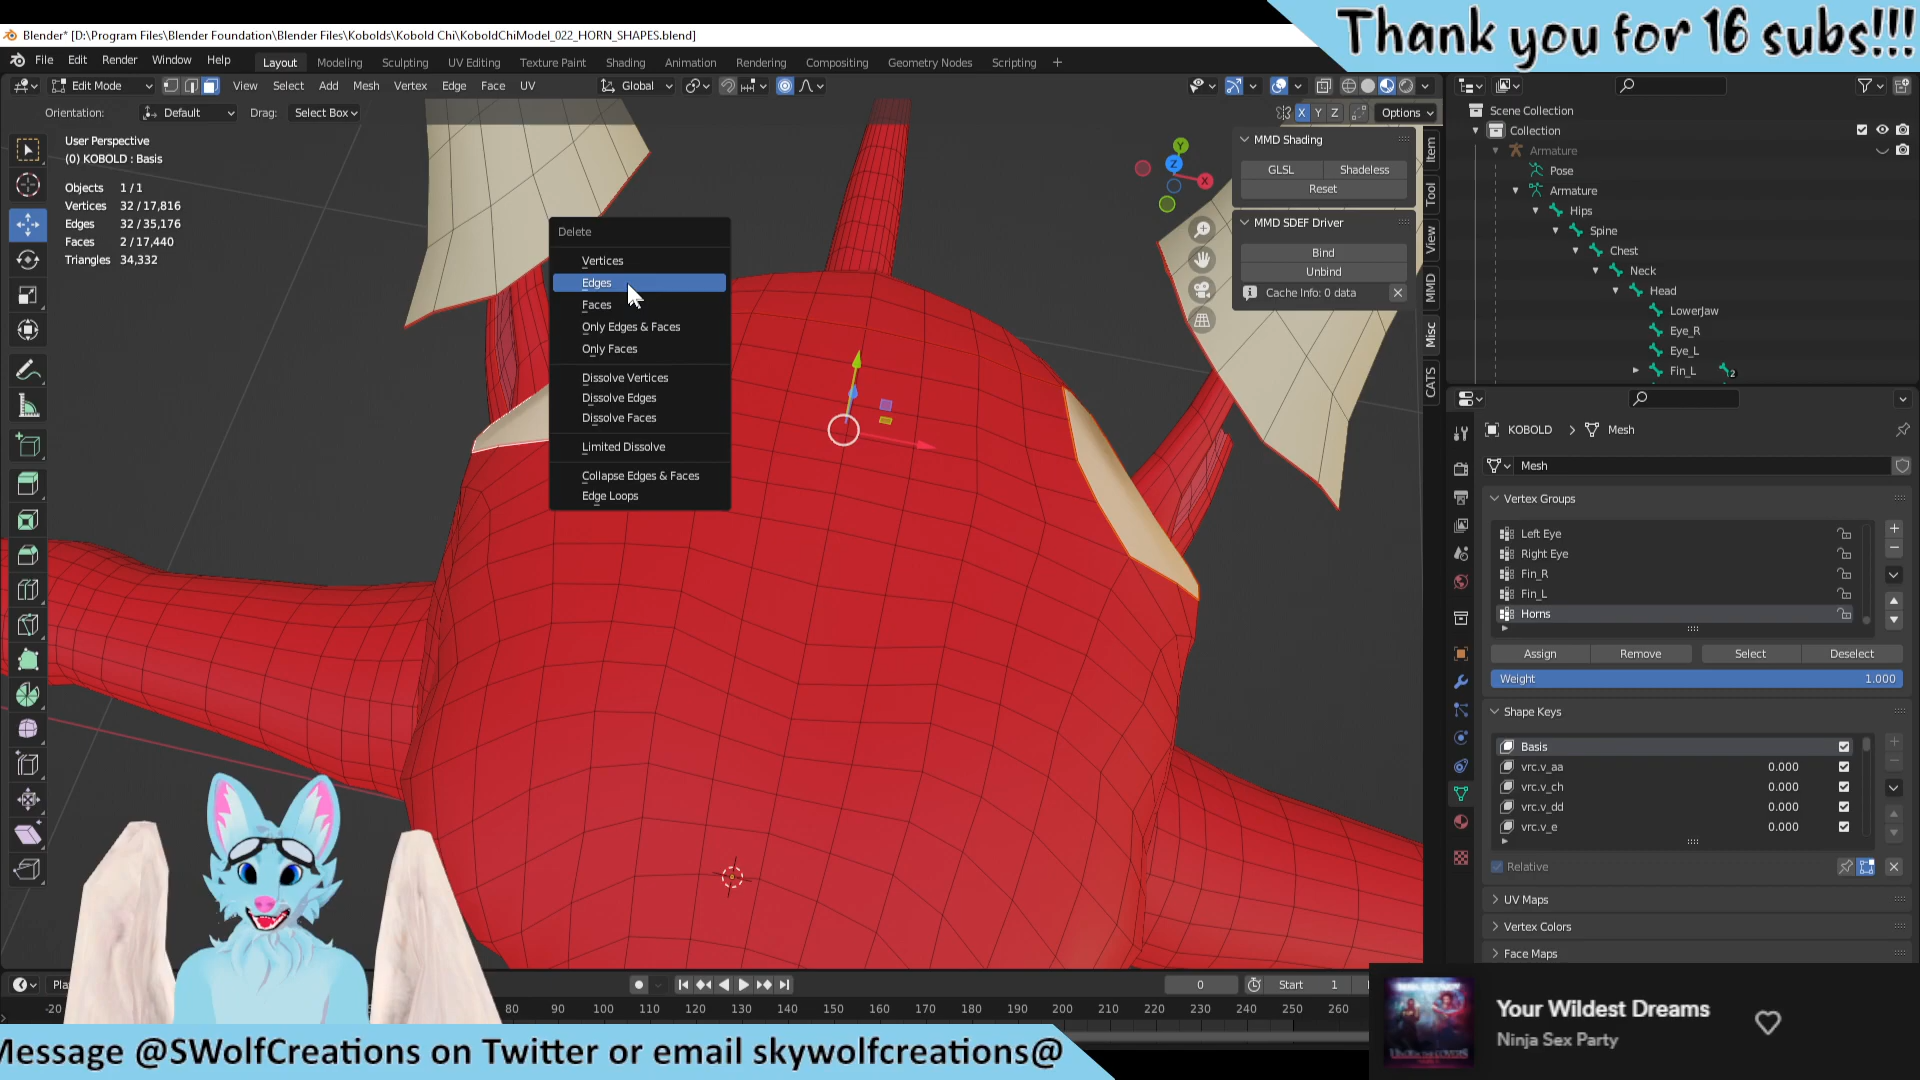 Thank you for 16 subs!!!
Blender* [D:\Program Files\Blender Foundation\Blender Files\Kobolds\Kobold Chi\KoboldChiModel_022_HORN_SHAPES.blend]
File Edit Render Window Help Layout Modeling Sculpting UV Editing Texture Paint Shading Animation Rendering Compositing Geometry Nodes Scripting +
Edit Mode View Select Add Mesh Vertex Edge Face UV Global
Orientation: Default Drag: Select Box X Y Z Options
User Perspective
(0) KOBOLD : Basis
Objects 1 / 1
Vertices 32 / 17,816
Edges 32 / 35,176
Faces 2 / 17,440
Triangles 34,332
Delete
Vertices
Edges
Faces
Only Edges & Faces
Only Faces
Dissolve Vertices
Dissolve Edges
Dissolve Faces
Limited Dissolve
Collapse Edges & Faces
Edge Loops
Y
Z
X
MMD Shading
GLSL Shadeless
Reset
MMD SDEF Driver
Bind
Unbind
Cache Info: 0 data
Item
Tool
View
MMD
Misc
CATS
Scene Collection
Collection
Armature
Pose
Armature
Hips
Spine
Chest
Neck
Head
LowerJaw
Eye_R
Eye_L
Fin_L 2
KOBOLD > Mesh
Mesh
Vertex Groups
Left Eye
Right Eye
Fin_R
Fin_L
Horns
Assign Remove Select Deselect
Weight 1.000
Shape Keys
Basis
vrc.v_aa 0.000
vrc.v_ch 0.000
vrc.v_dd 0.000
vrc.v_e 0.000
Relative
UV Maps
Vertex Colors
Face Maps
0 Start 1
-20 80 90 100 110 120 130 140 150 160 170 180 190 200 210 220 230 240 250 260
Message @SWolfCreations on Twitter or email skywolfcreations@
Your Wildest Dreams
Ninja Sex Party